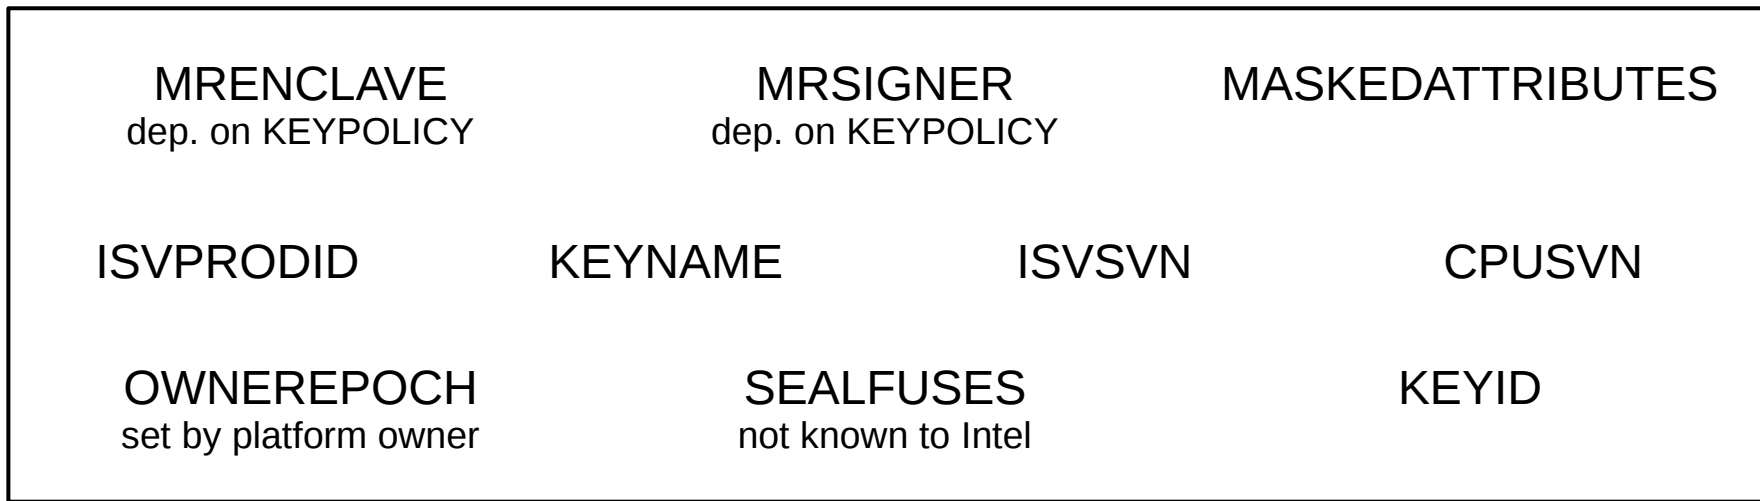 MRENCLAVE
dep. on KEYPOLICY
MRSIGNER
dep. on KEYPOLICY
MASKEDATTRIBUTES
ISVPRODID
KEYNAME
ISVSVN
CPUSVN
OWNEREPOCH
set by platform owner
SEALFUSES
not known to Intel
KEYID